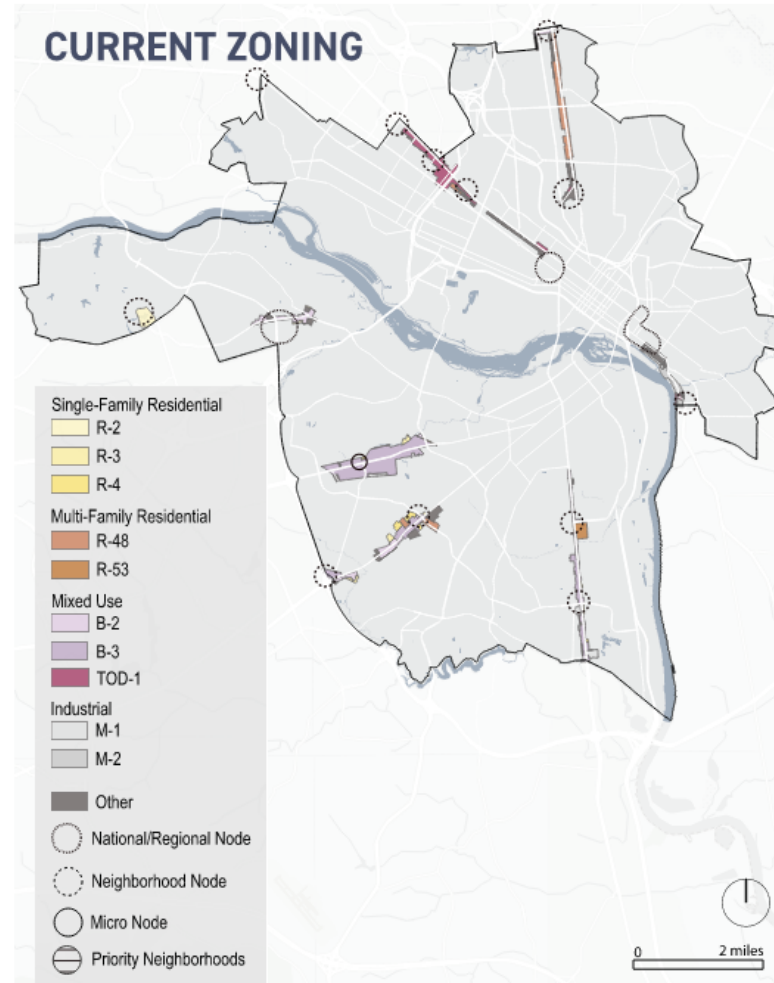 CURRENT ZONING
Single-Family Residential
R-2
R-3
R-4
Multi-Family Residential
R-48
R-53
Mixed Use
B-2
B-3
TOD-1
Industrial
M-1
M-2
Other
National/Regional Node
Neighborhood Node
Micro Node
Priority Neighborhoods
0 2 miles